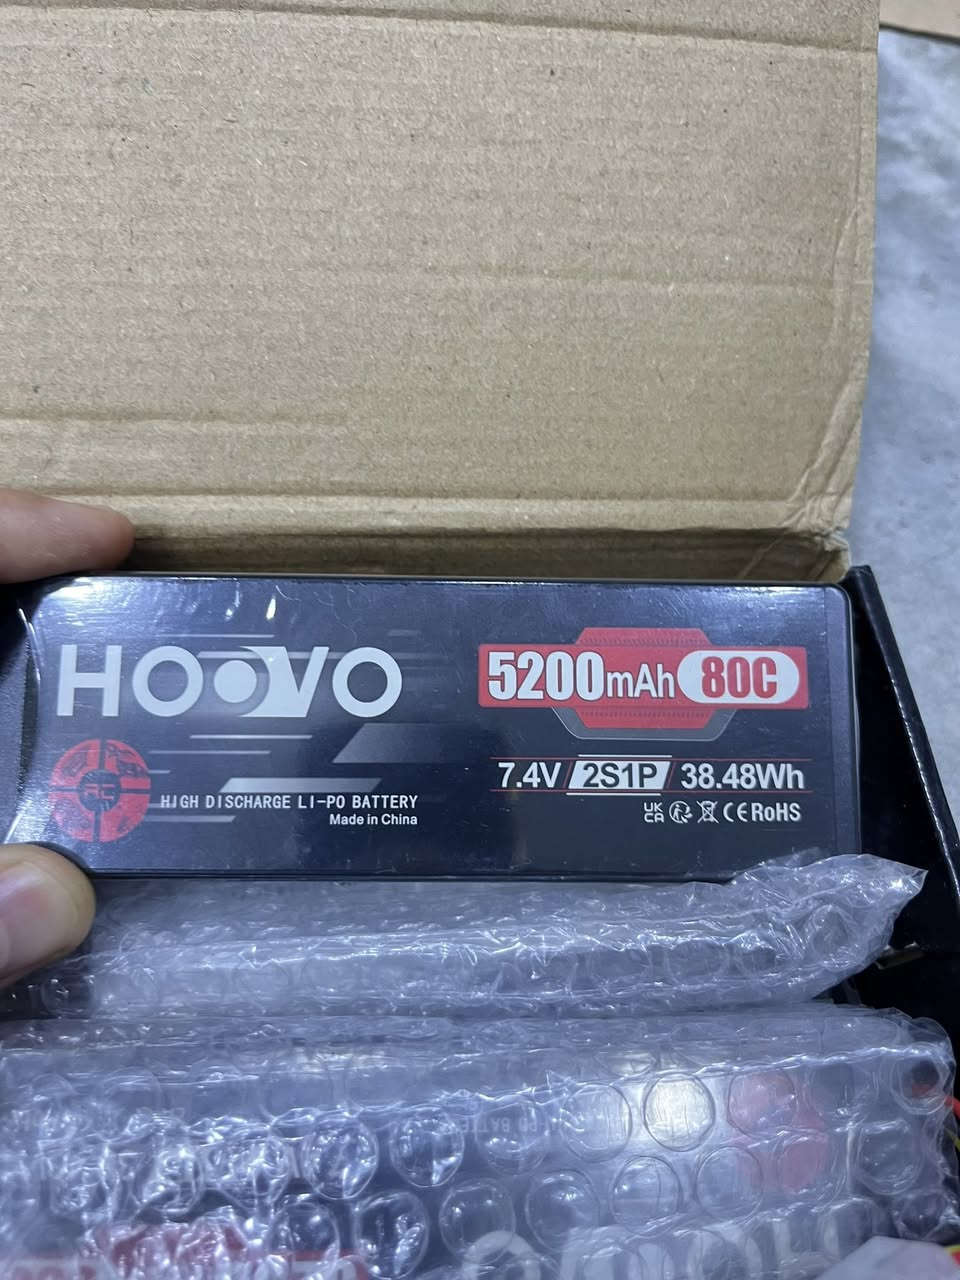 HOOVO
5200mAh 80C
7.4V 2S1P 38.48Wh
RC
HIGH DISCHARGE LI-PO BATTERY
Made in China
UK
CA
CE RoHS